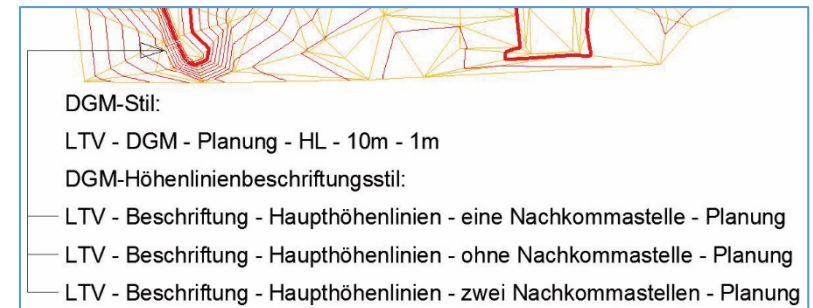 DGM-Stil:
LTV - DGM - Planung - HL - 10m - 1m
DGM-Höhenlinienbeschriftungsstil:
LTV - Beschriftung - Haupthöhenlinien - eine Nachkommastelle - Planung
LTV - Beschriftung - Haupthöhenlinien - ohne Nachkommastelle - Planung
LTV - Beschriftung - Haupthöhenlinien - zwei Nachkommastellen - Planung